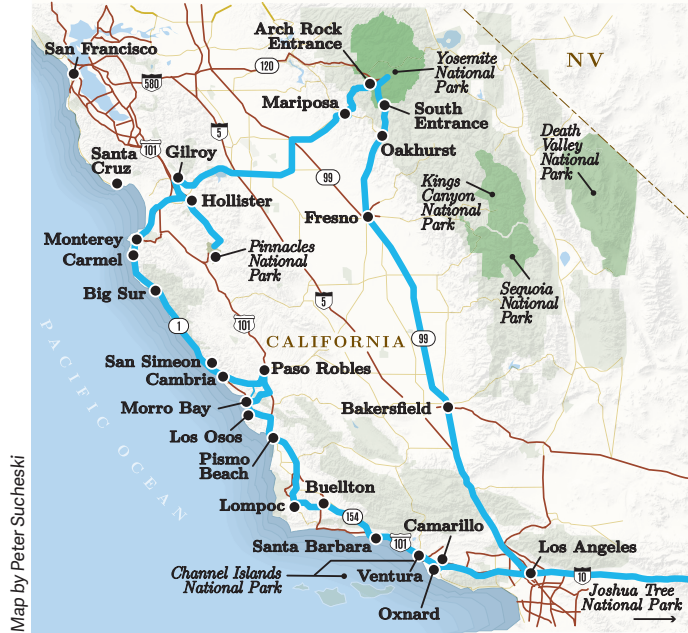 Arch Rock
Entrance
NV
San Francisco
120
Yosemite
National
Park
580
Mariposa
South
Entrance
5
Death
Valley
National
Park
101
Gilroy
Oakhurst
Santa
Cruz
99
Kings
Canyon
National
Park
Hollister
Fresno
Monterey
Pinnacles
National
Park
Carmel
Sequoia
National
Park
Big Sur
5
1
101
CALIFORNIA
99
PACIFIC OCEAN
San Simeon
Paso Robles
Cambria
Morro Bay
Bakersfield
Los Osos
Pismo
Beach
Buellton
Lompoc
154
Camarillo
Santa Barbara
101
Los Angeles
Channel Islands
National Park
Ventura
10
Joshua Tree
National Park
Oxnard
Map by Peter Sucheski